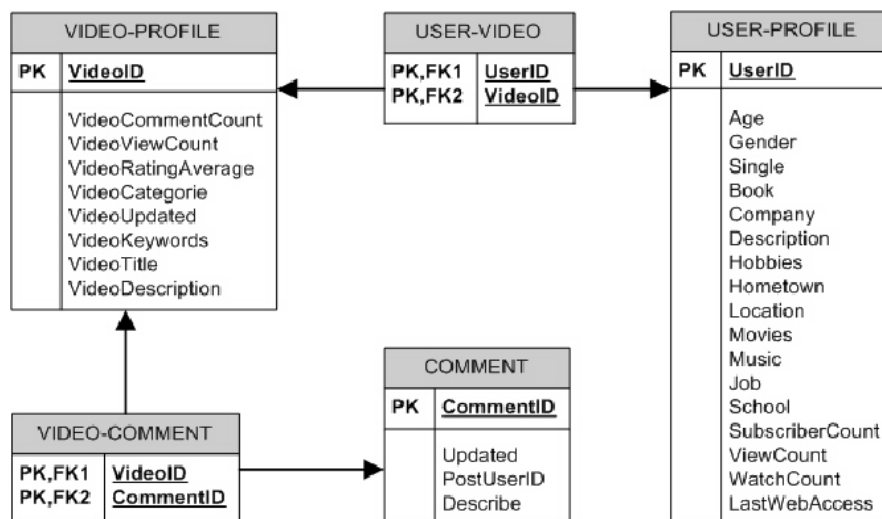 VIDEO-PROFILE
PK VideoID
VideoCommentCount
VideoViewCount
VideoRatingAverage
VideoCategorie
VideoUpdated
VideoKeywords
VideoTitle
VideoDescription
USER-VIDEO
PK,FK1 UserID
PK,FK2 VideoID
USER-PROFILE
PK UserID
Age
Gender
Single
Book
Company
Description
Hobbies
Hometown
Location
Movies
Music
Job
School
SubscriberCount
ViewCount
WatchCount
LastWebAccess
VIDEO-COMMENT
PK,FK1 VideoID
PK,FK2 CommentID
COMMENT
PK CommentID
Updated
PostUserID
Describe